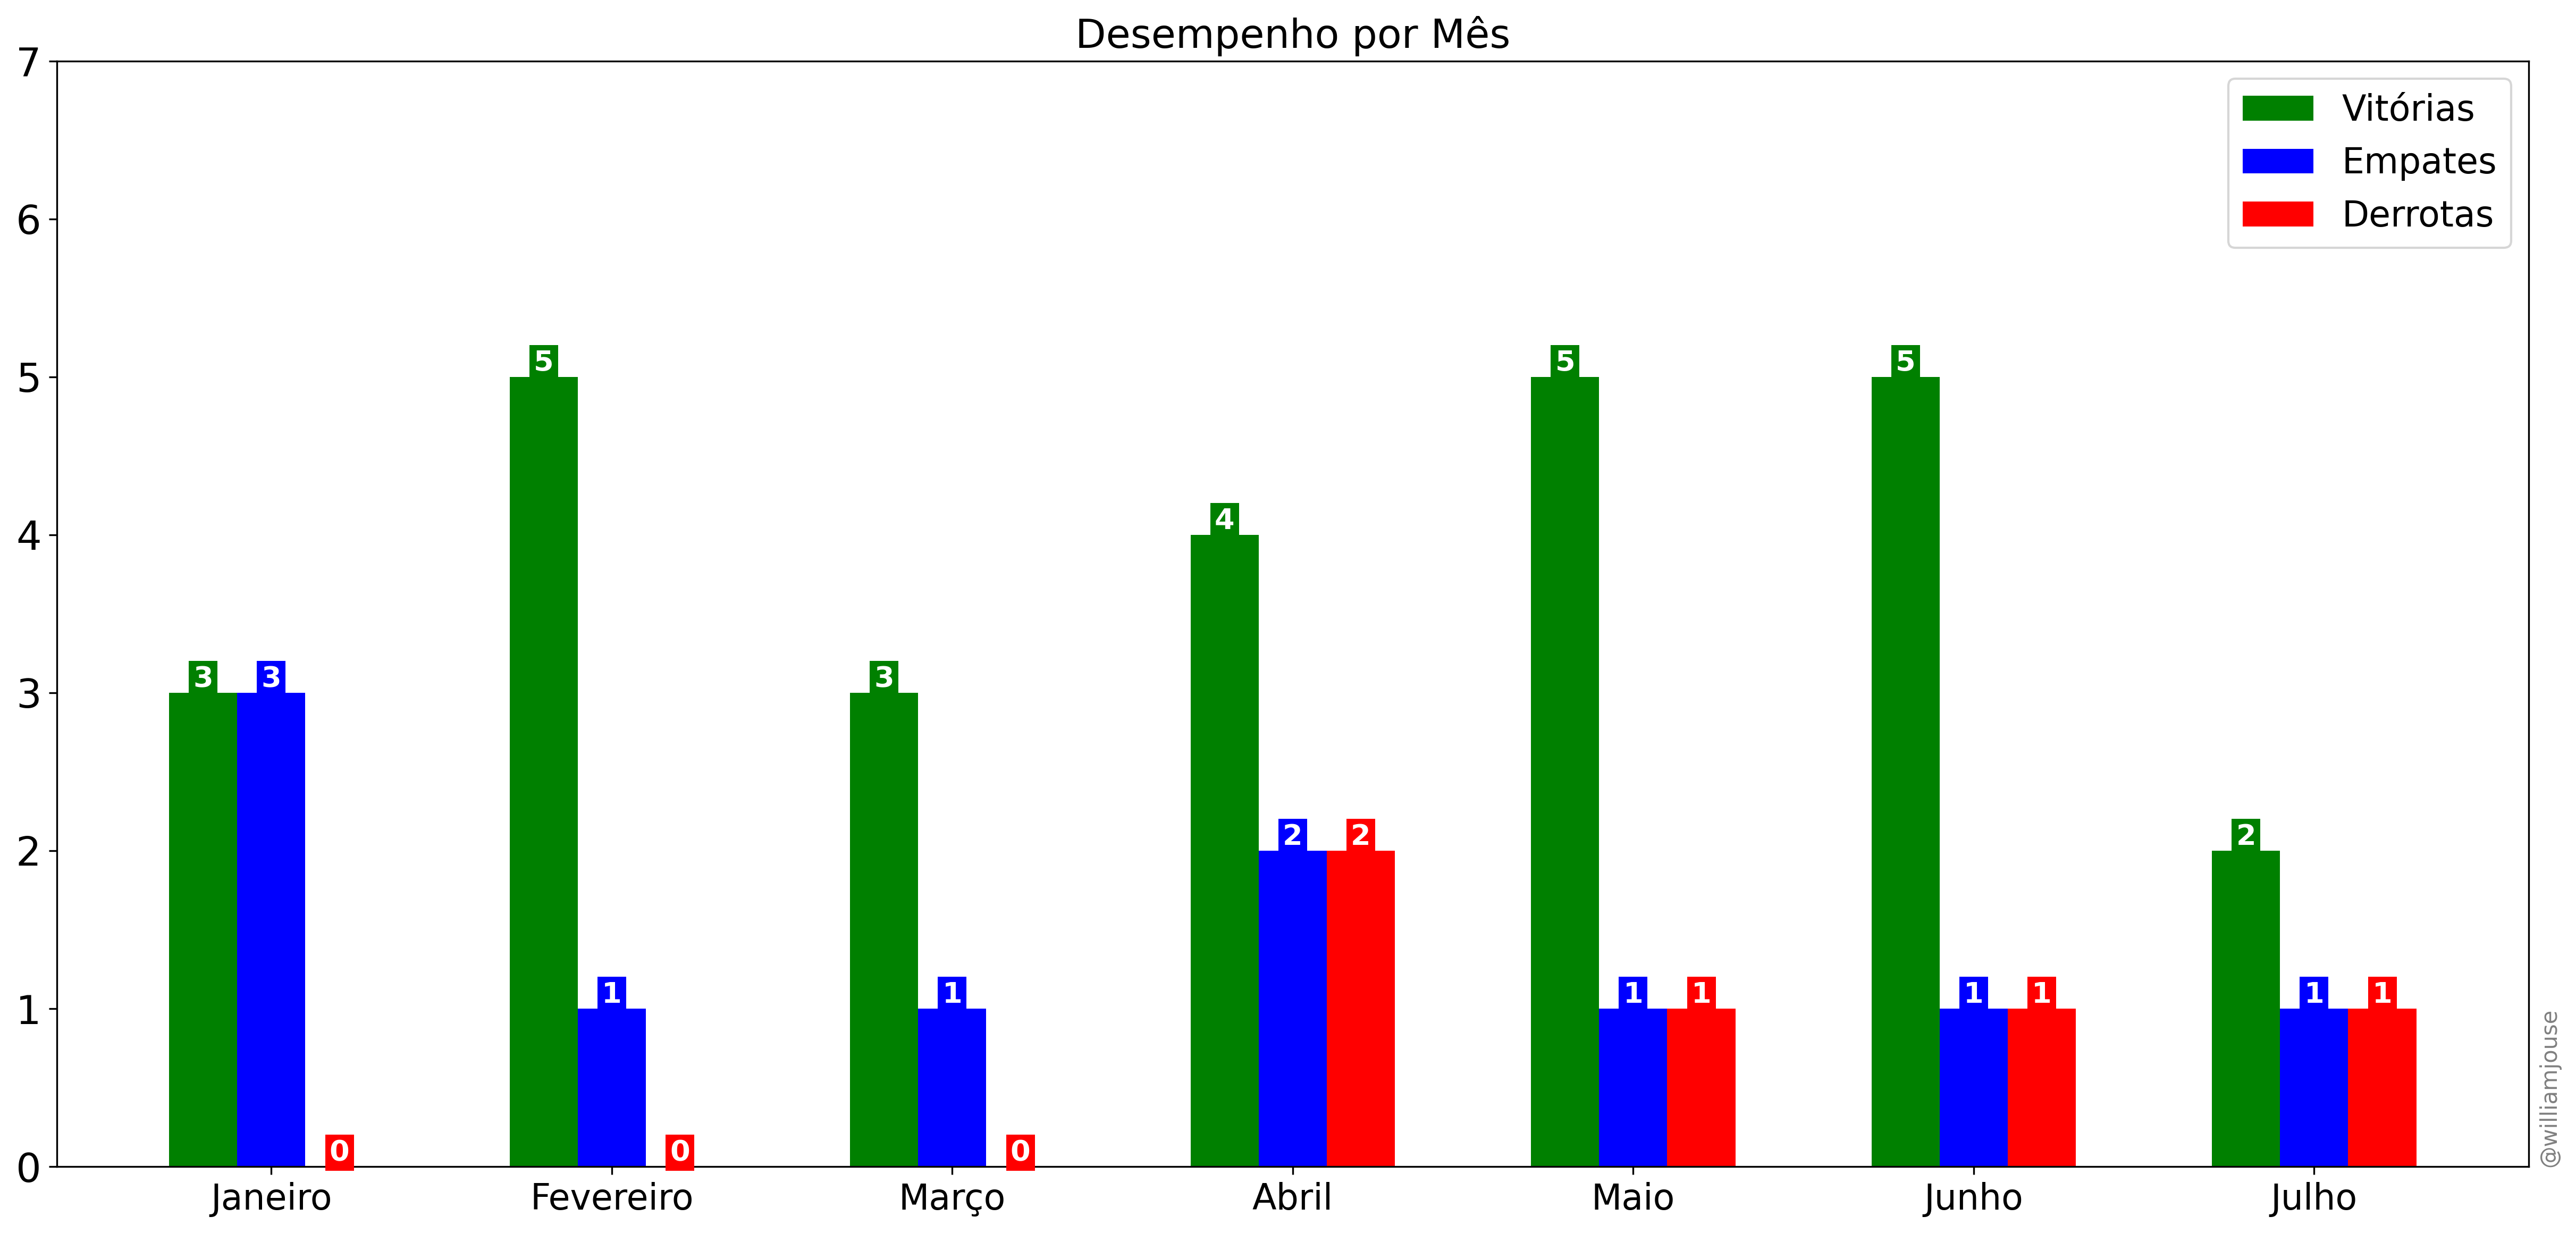 Desempenho por Mês
7
6
5
4
3
2
1
0
Vitórias
Empates
Derrotas
3 3 0
5 1 0
3 1 0
4 2 2
5 1 1
5 1 1
2 1 1
Janeiro Fevereiro Março Abril Maio Junho Julho
@williamjouse